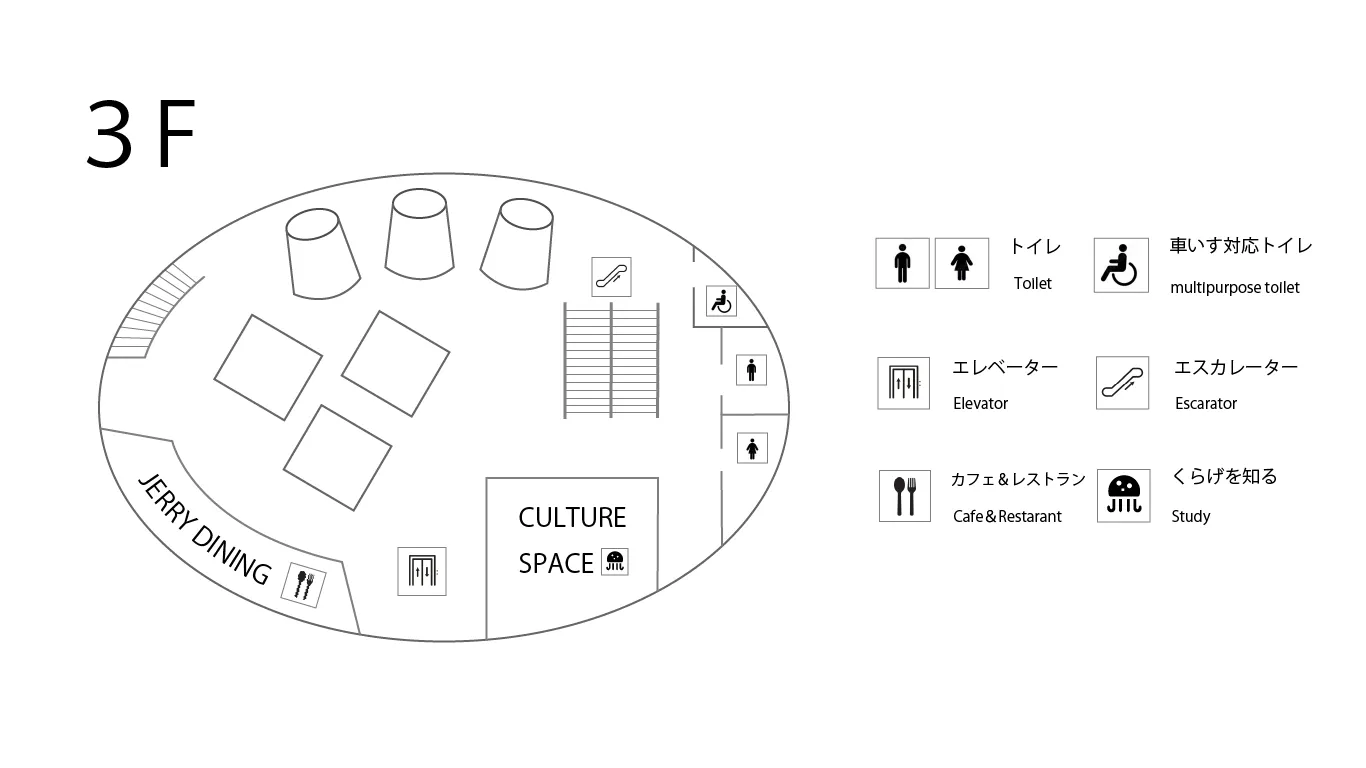 3F
JERRY DINING
CULTURE
SPACE
トイレ
Toilet
車いす対応トイレ
multipurpose toilet
エレベーター
Elevator
エスカレーター
Escarator
カフェ&レストラン
Cafe&Restarant
くらげを知る
Study